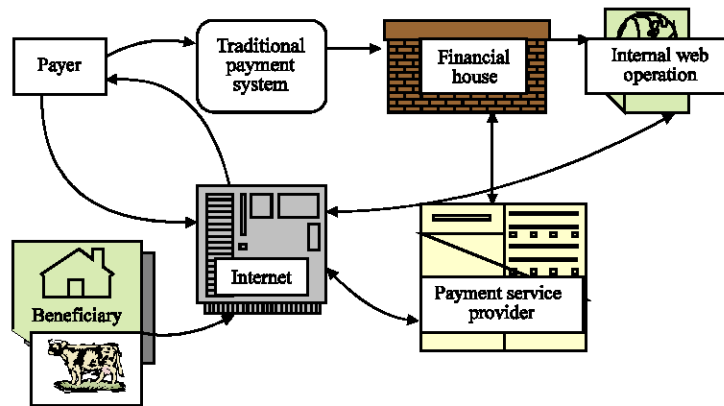 Payer
Traditional
payment
system
Financial
house
Internal web
operation
Internet
Beneficiary
Payment service
provider